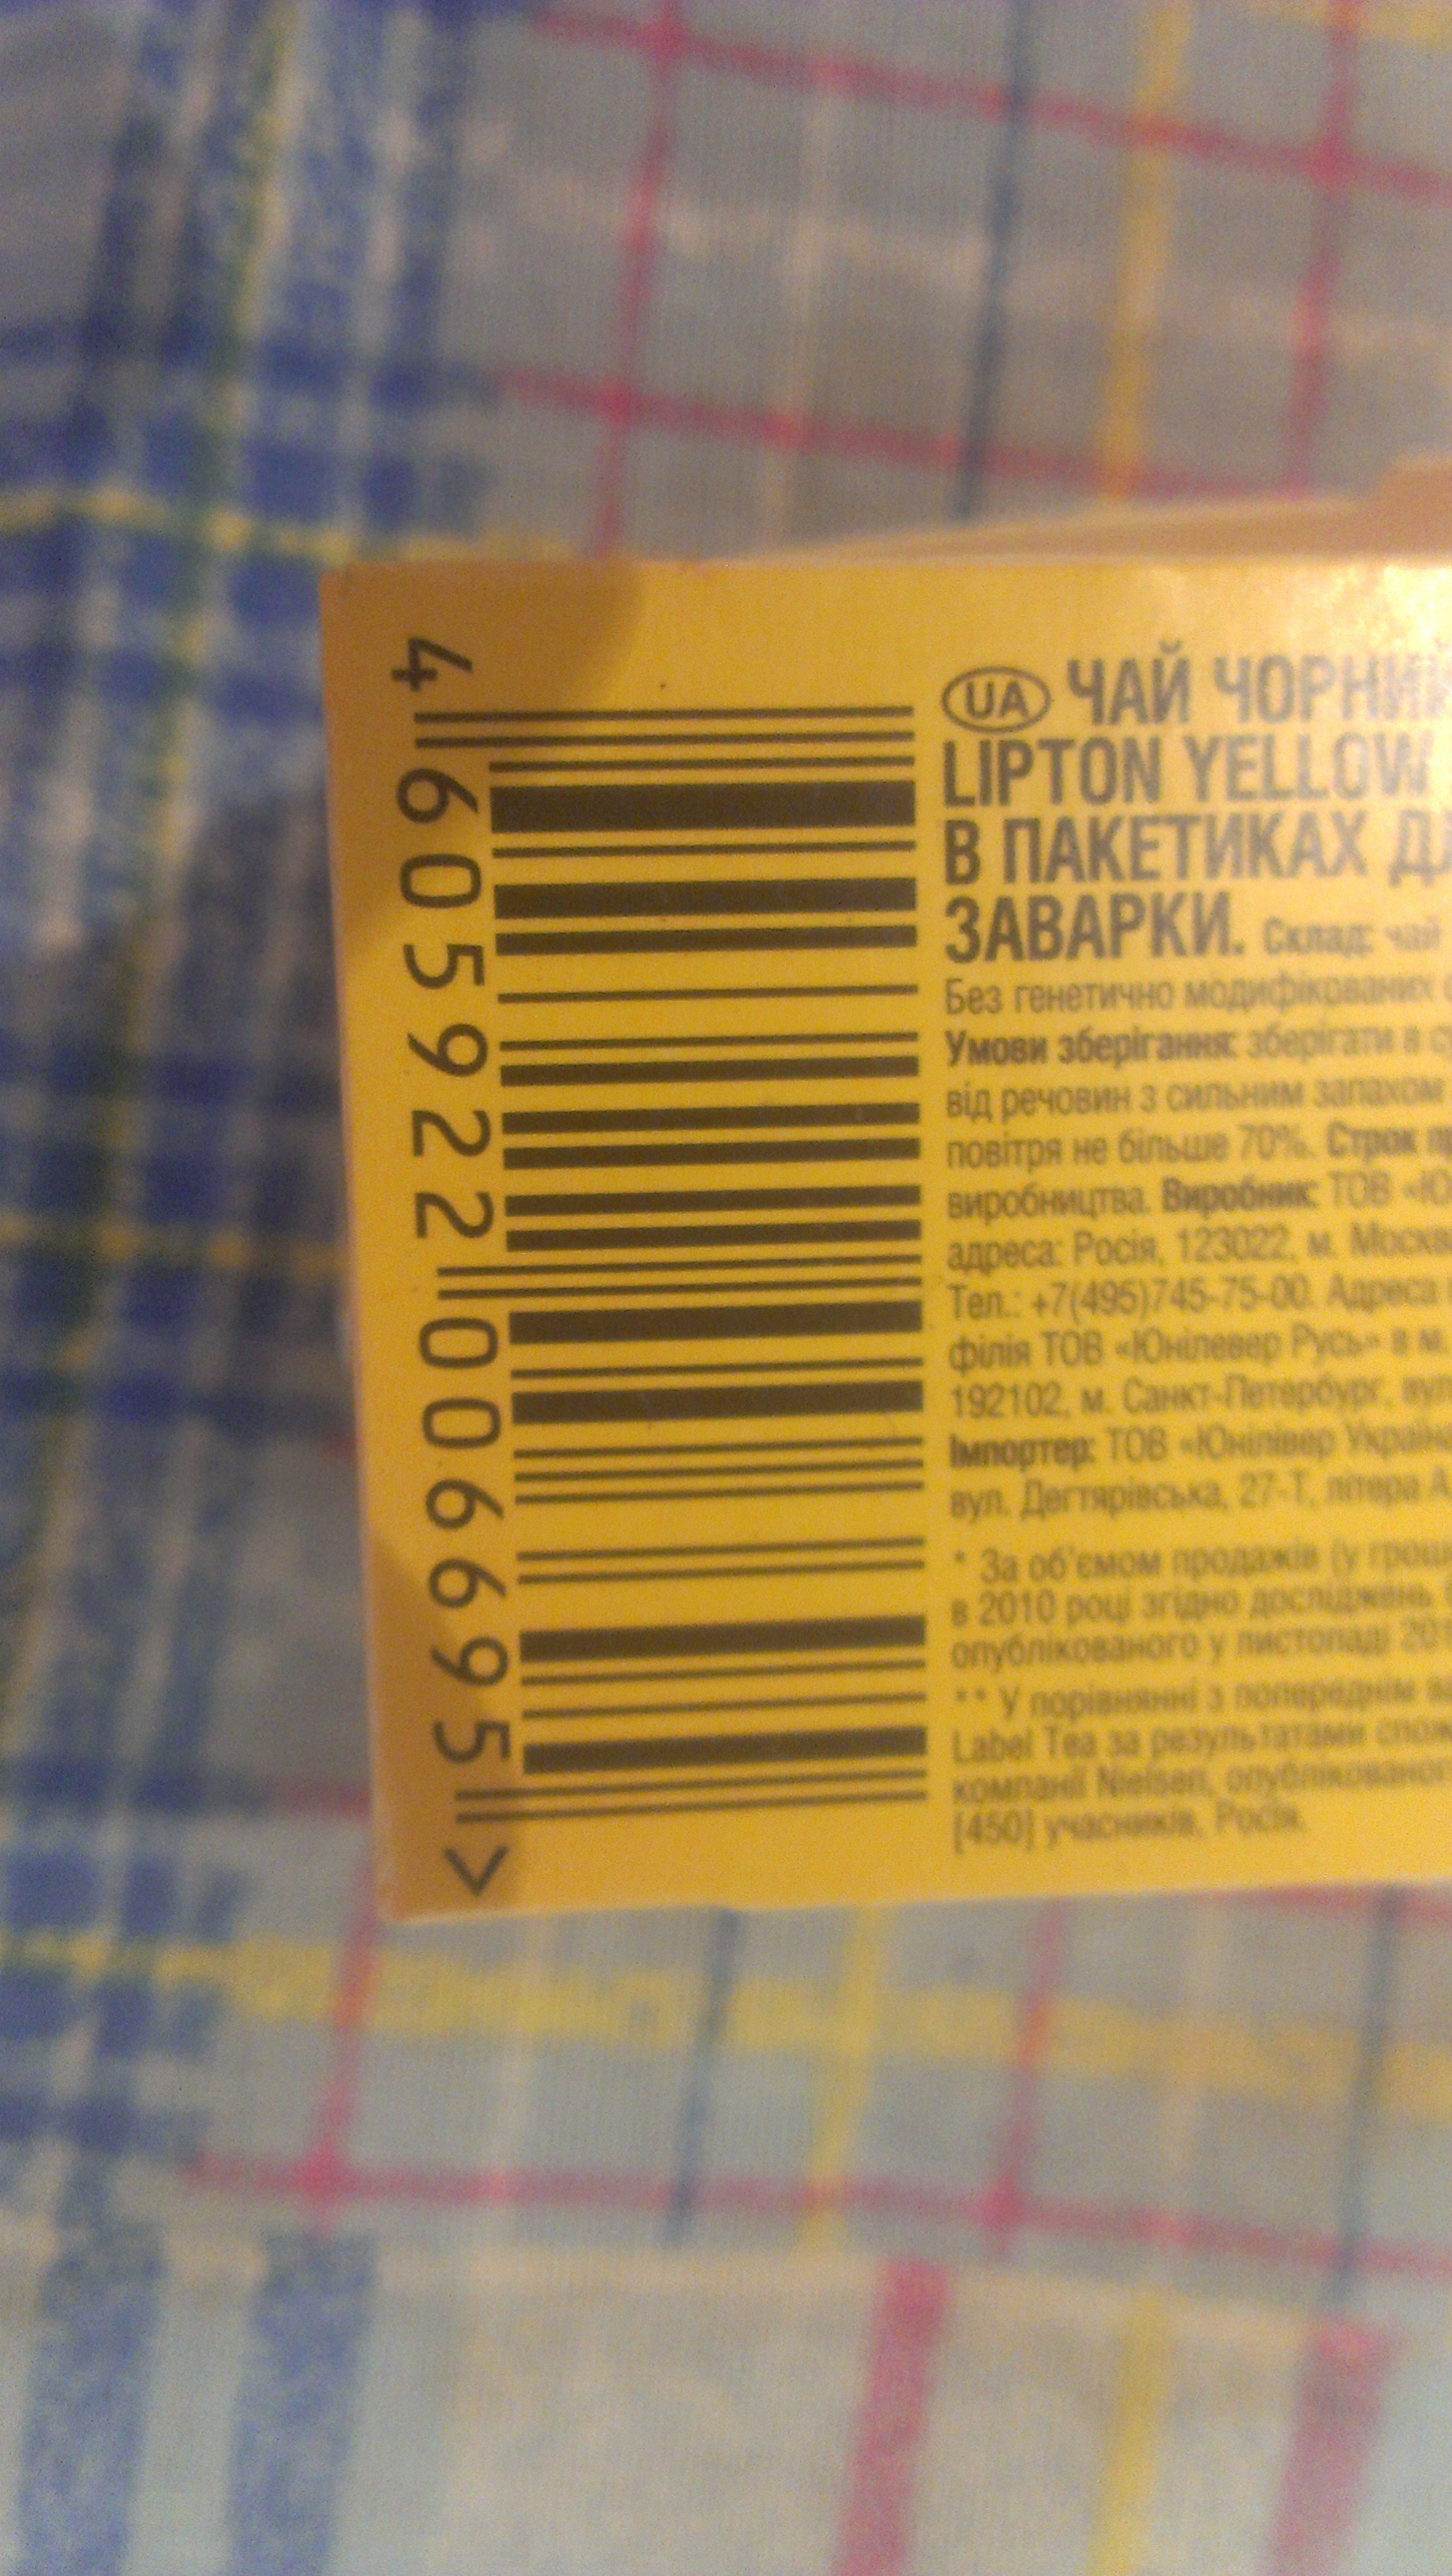 4 605922 006695 >
UA ЧАЙ ЧОРНИЙ
LIPTON YELLOW
В ПАКЕТИКАХ
ЗАВАРКИ. Склад: чай
Без генетично модифікованих
Умови зберігання: зберігати в
від речовин з сильним запахом
повітря не більше 70%. Строк
виробництва. Виробник: ТОВ
адреса: Росія, 123022, м. Москва
Тел.: +7(495)745-75-00. Адреса
філія ТОВ «Юнілевер Русь» в м.
192102, м. Санкт-Петербург, вул
Імпортер: ТОВ «Юнілівер Україна
вул. Дегтярівська, 27-Т, літера А
* За об'ємом продажів (у
в 2010 році згідно досліджень
опублікованого у листопаді
** У порівнянні з попереднім
Label Tea за результатами
компанії Nielsen, опублікованого
[450] учасників, Росія.